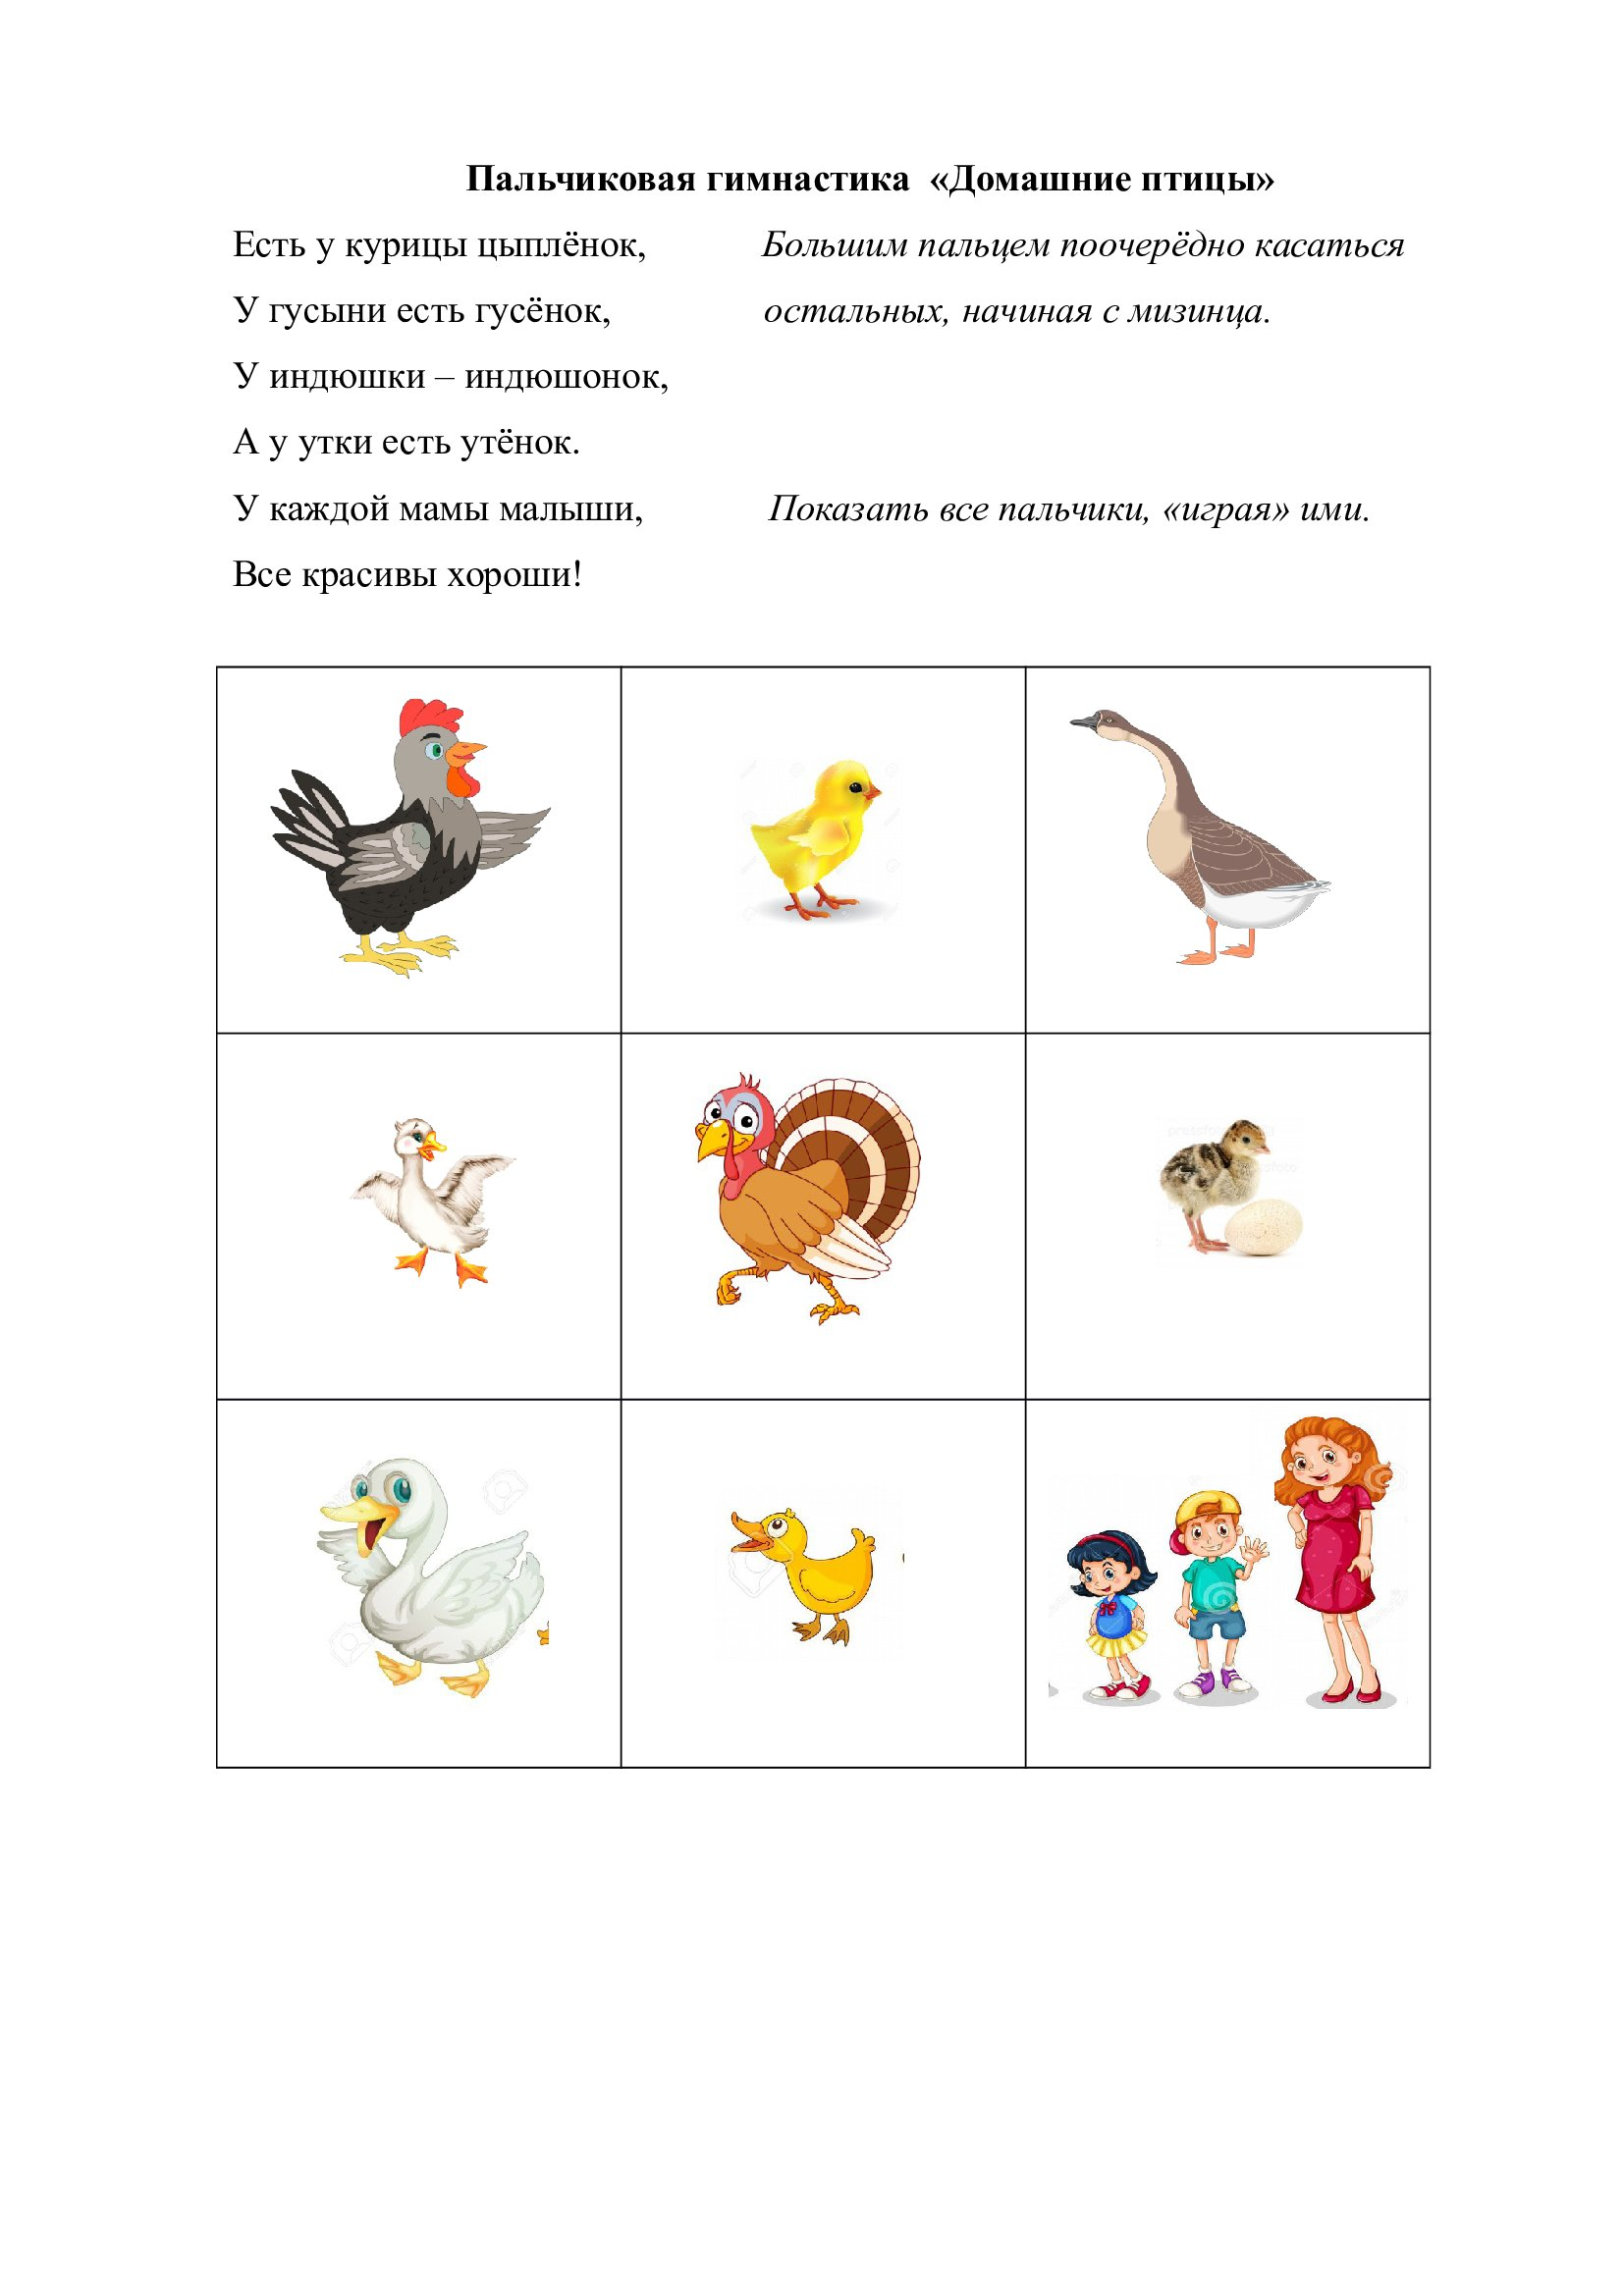 Пальчиковая гимнастика «Домашние птицы»
Есть у курицы цыплёнок, Большим пальцем поочерёдно касаться
У гусыни есть гусёнок, остальных, начиная с мизинца.
У индюшки – индюшонок,
А у утки есть утёнок.
У каждой мамы малыши, Показать все пальчики, «играя» ими.
Все красивы хороши!